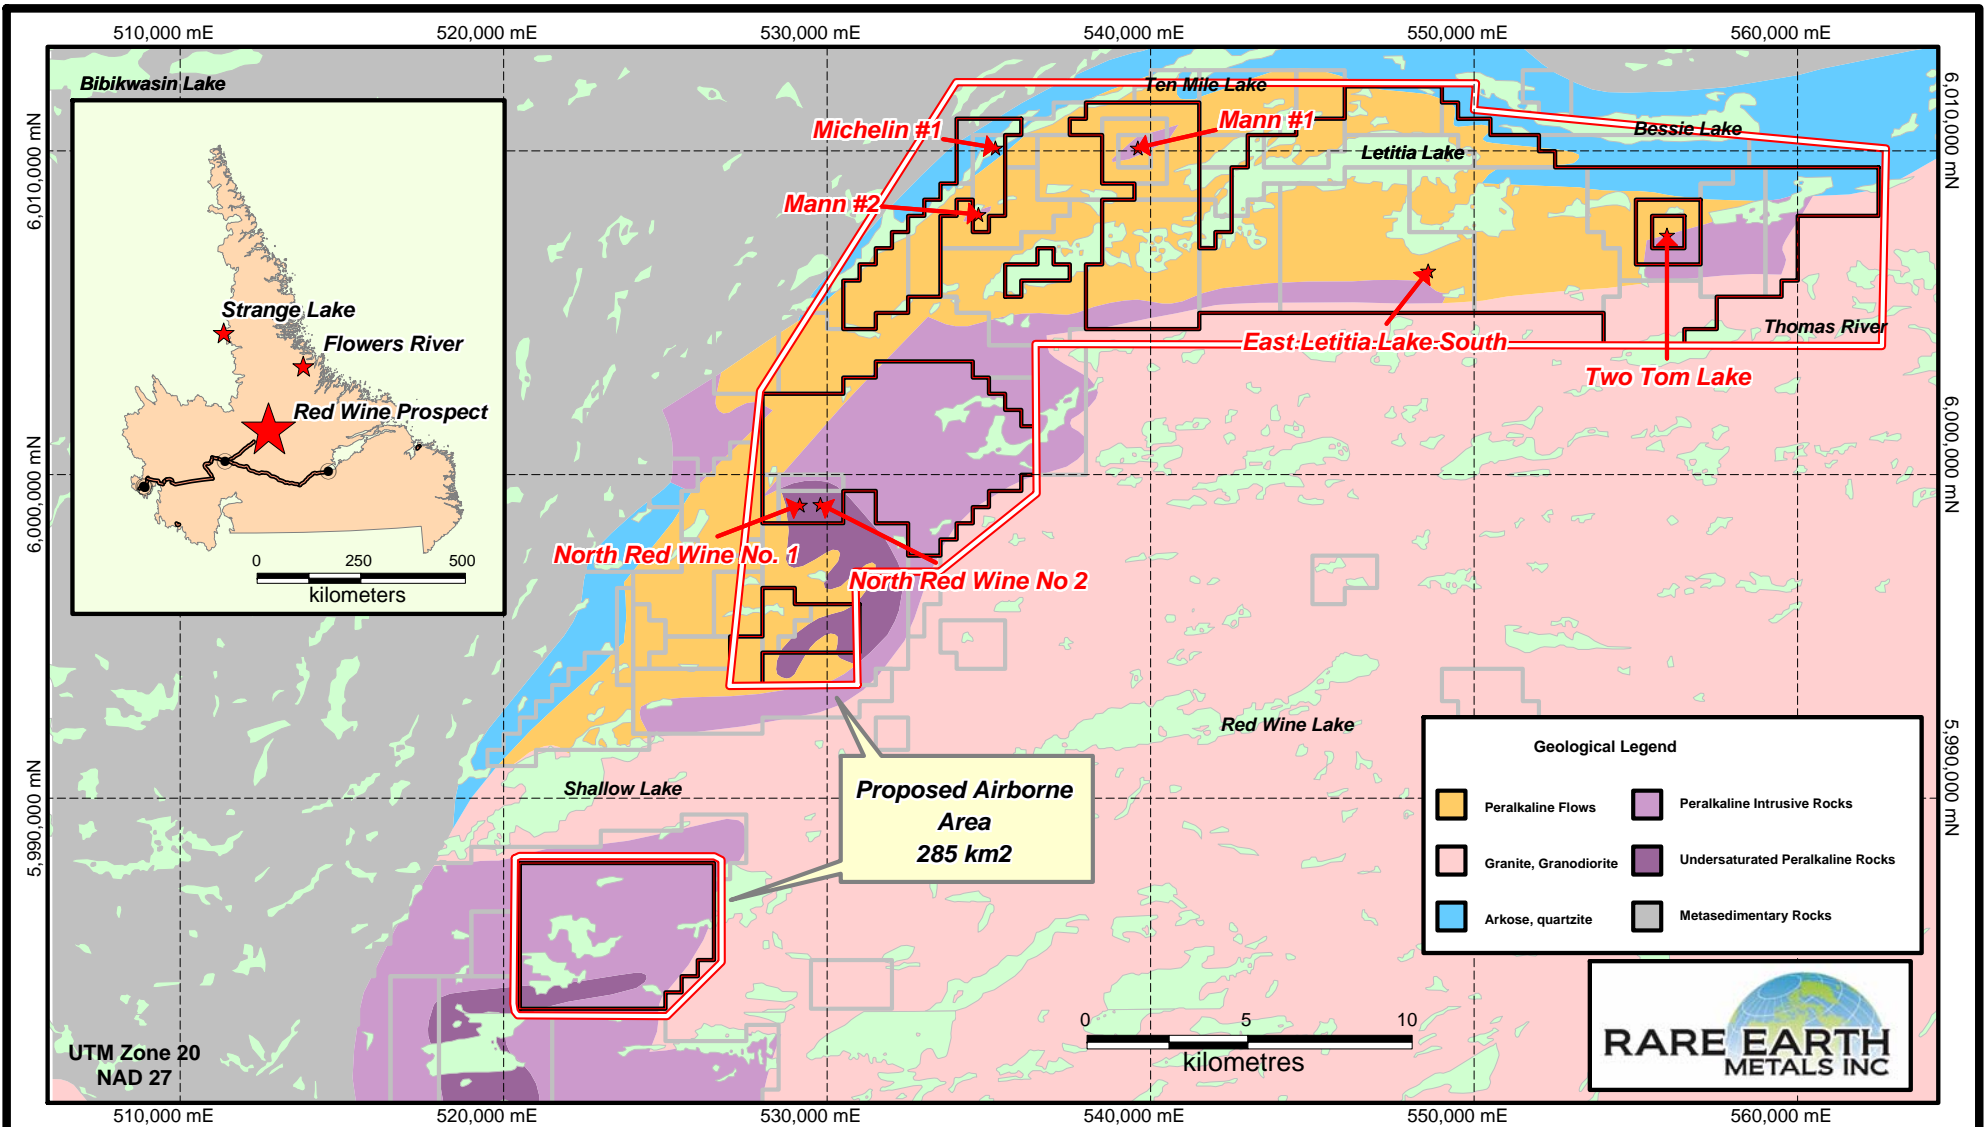 510,000 mE
520,000 mE
530,000 mE
540,000 mE
550,000 mE
560,000 mE
6,010,000 mN
6,000,000 mN
5,990,000 mN
6,010,000 mN
6,000,000 mN
5,990,000 mN
Bibikwasin Lake
Strange Lake
Flowers River
Red Wine Prospect
0 250 500
kilometers
Ten Mile Lake
Michelin #1
Mann #1
Bessie Lake
Letitia Lake
Mann #2
Thomas River
East Letitia Lake South
Two Tom Lake
North Red Wine No. 1
North Red Wine No 2
Red Wine Lake
Shallow Lake
Proposed Airborne
Area
285 km2
Geological Legend
Peralkaline Flows
Peralkaline Intrusive Rocks
Granite, Granodiorite
Undersaturated Peralkaline Rocks
Arkose, quartzite
Metasedimentary Rocks
0 5 10
kilometres
RARE EARTH
METALS INC
UTM Zone 20
NAD 27
510,000 mE
520,000 mE
530,000 mE
540,000 mE
550,000 mE
560,000 mE